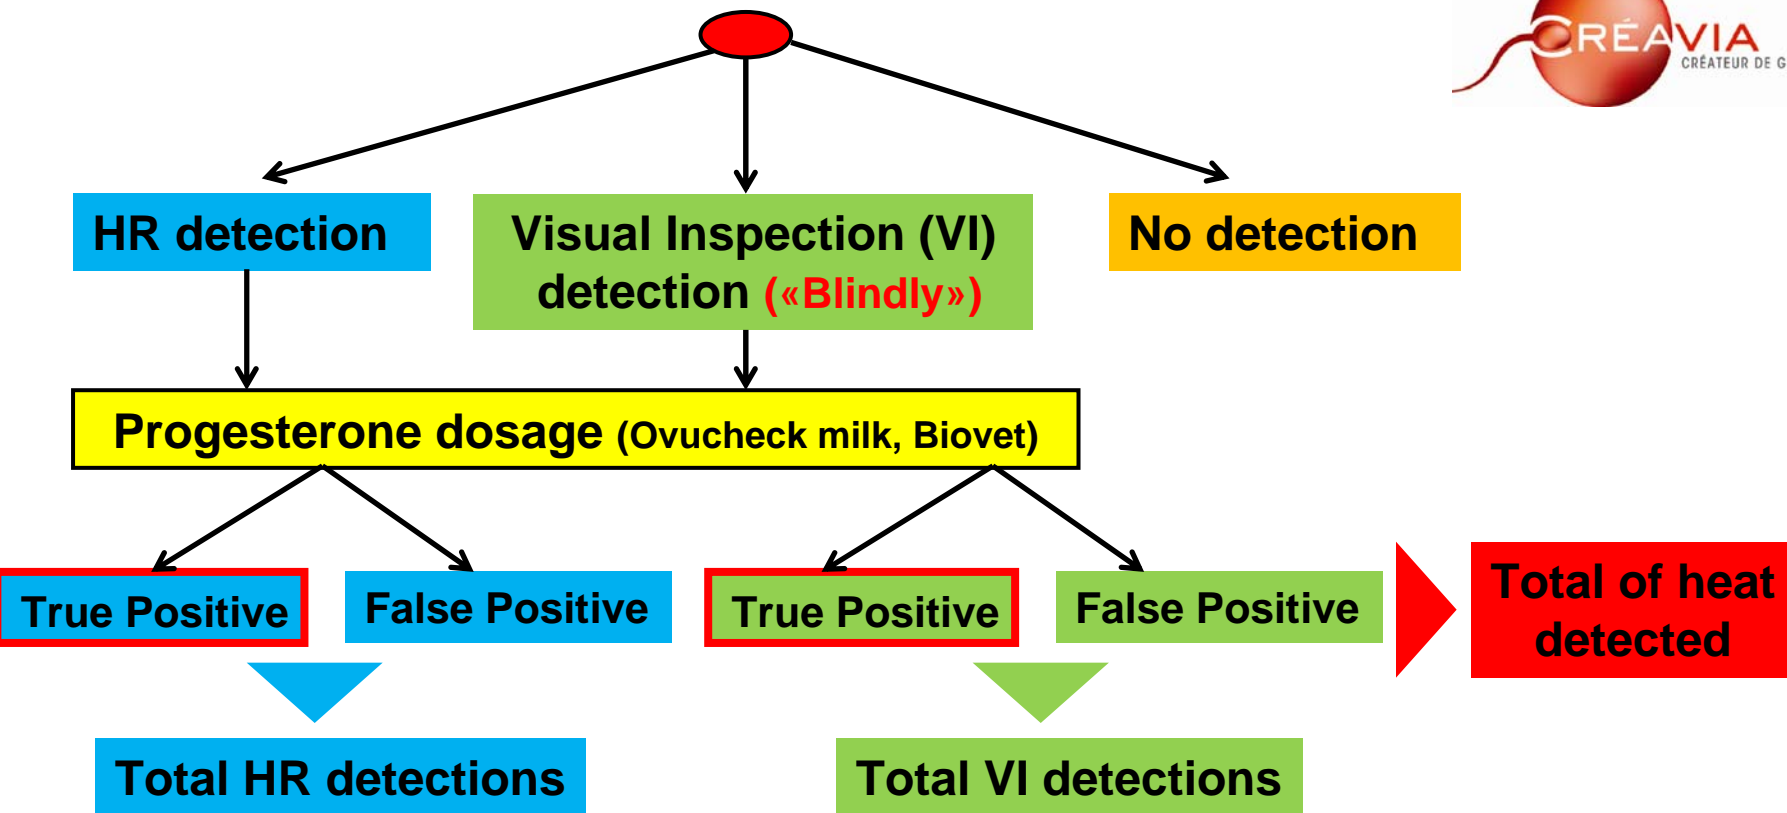 CRÉAVIA
CRÉATEUR DE G
HR detection
Visual Inspection (VI)
detection («Blindly»)
No detection
Progesterone dosage (Ovucheck milk, Biovet)
True Positive
False Positive
True Positive
False Positive
Total of heat
detected
Total HR detections
Total VI detections